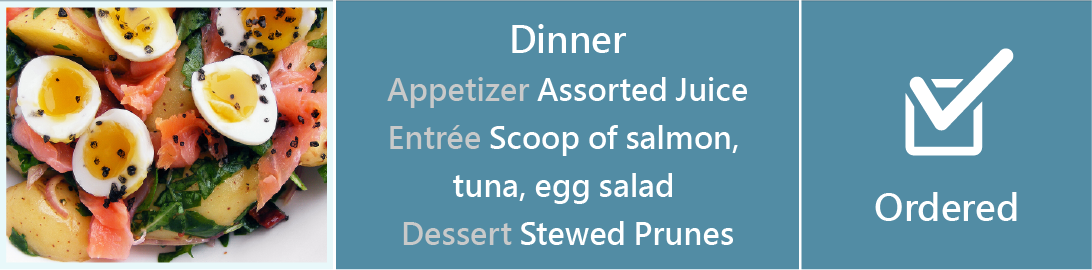 Dinner
Appetizer Assorted Juice
Entrée Scoop of salmon,
tuna, egg salad
Dessert Stewed Prunes
Ordered